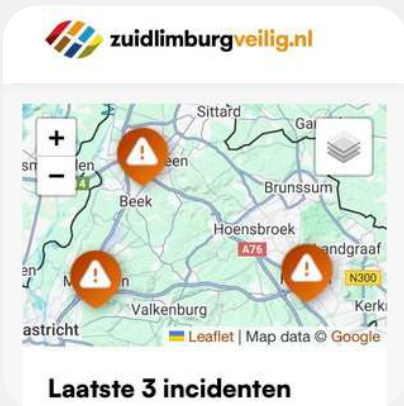 zuidlimburgveilig.nl
Sittard
+
−
Beek
Brunssum
Hoensbroek
A76
N300
Valkenburg
Leaflet | Map data © Google
Laatste 3 incidenten